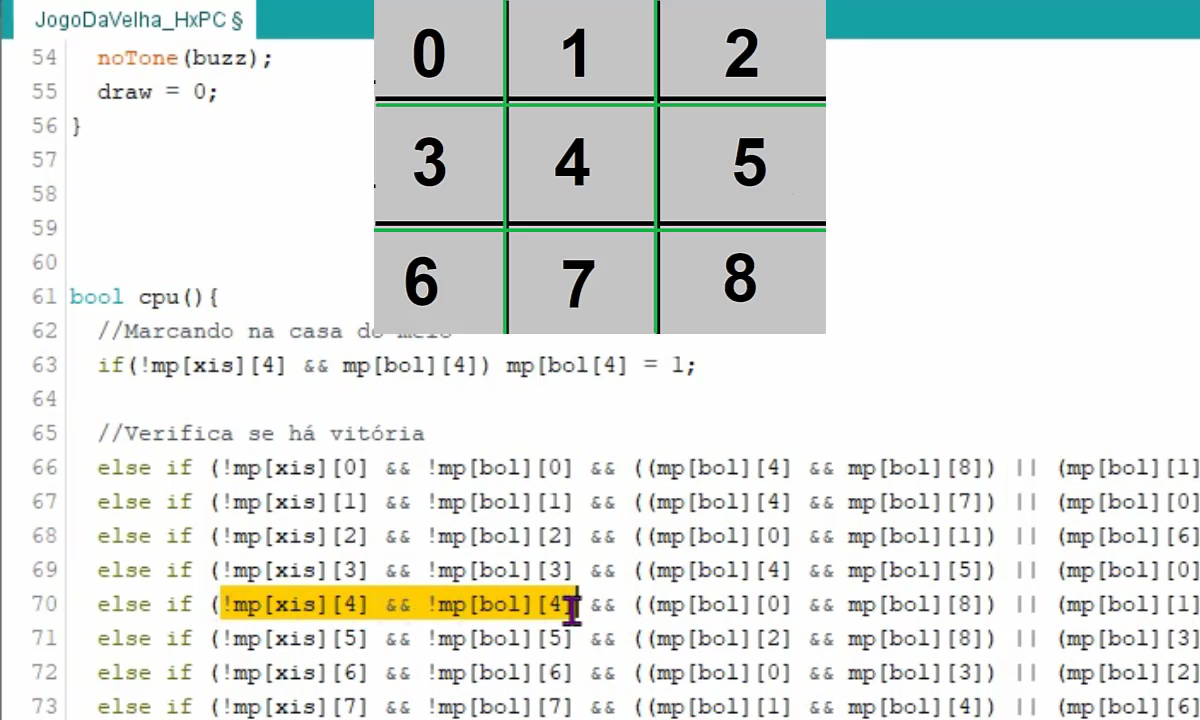 JogoDaVelha_HxPC §
0 1 2
3 4 5
6 7 8
54 noTone(buzz);
55 draw = 0;
56 }
57
58
59
60
61 bool cpu(){
62 //Marcando na casa do meio
63 if(!mp[xis][4] && mp[bol][4]) mp[bol[4] = 1;
64
65 //Verifica se há vitória
66 else if (!mp[xis][0] && !mp[bol][0] && ((mp[bol][4] && mp[bol][8]) || (mp[bol][1]
67 else if (!mp[xis][1] && !mp[bol][1] && ((mp[bol][4] && mp[bol][7]) || (mp[bol][0]
68 else if (!mp[xis][2] && !mp[bol][2] && ((mp[bol][0] && mp[bol][1]) || (mp[bol][6]
69 else if (!mp[xis][3] && !mp[bol][3] && ((mp[bol][4] && mp[bol][5]) || (mp[bol][0]
70 else if (!mp[xis][4] && !mp[bol][4] && ((mp[bol][0] && mp[bol][8]) || (mp[bol][1]
71 else if (!mp[xis][5] && !mp[bol][5] && ((mp[bol][2] && mp[bol][8]) || (mp[bol][3]
72 else if (!mp[xis][6] && !mp[bol][6] && ((mp[bol][0] && mp[bol][3]) || (mp[bol][2]
73 else if (!mp[xis][7] && !mp[bol][7] && ((mp[bol][1] && mp[bol][4]) || (mp[bol][6]